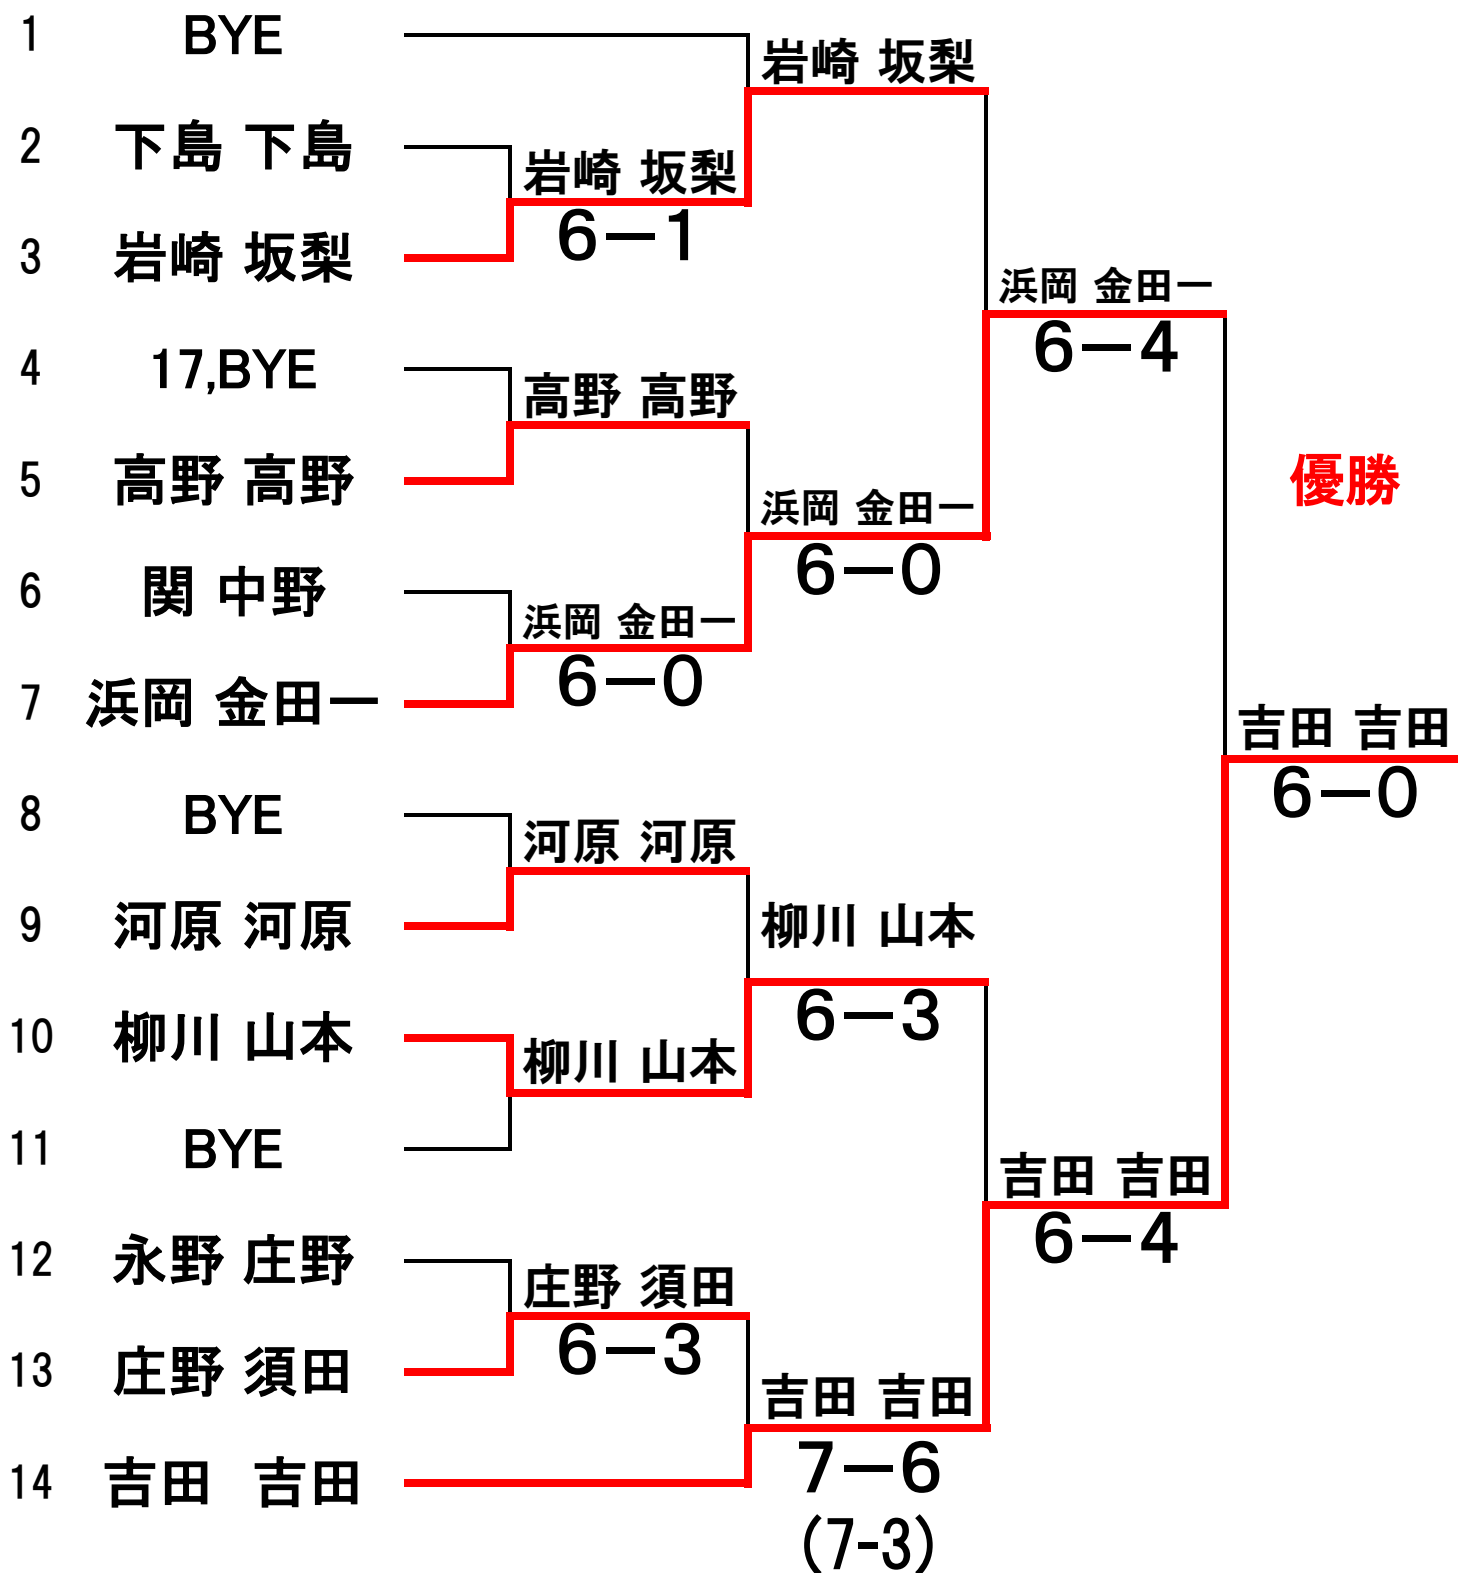 1 BYE
岩崎 坂梨
2 下島 下島
岩崎 坂梨
6－1
3 岩崎 坂梨
浜岡 金田一
6－4
4 17,BYE
高野 高野
5 高野 高野
優勝
浜岡 金田一
6－0
6 関 中野
浜岡 金田一
6－0
7 浜岡 金田一
吉田 吉田
6－0
8 BYE
河原 河原
9 河原 河原
柳川 山本
6－3
10 柳川 山本
柳川 山本
11 BYE
吉田 吉田
6－4
12 永野 庄野
庄野 須田
6－3
13 庄野 須田
吉田 吉田
7－6
(7-3)
14 吉田 吉田